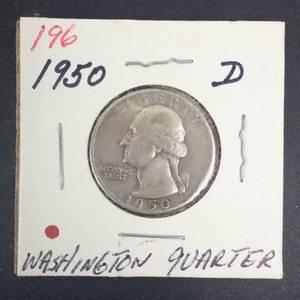 196
1950 D
LIBERTY
IN GOD WE
TRUST
1950
WASHINGTON QUARTER